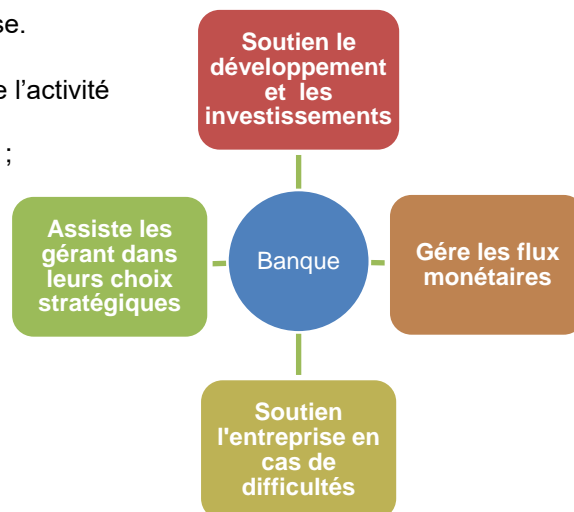 se.
e l’activité
;
Soutien le
développement
et les
investissements
Assiste les
gérant dans
leurs choix
stratégiques
Banque
Gére les flux
monétaires
Soutien
l'entreprise en
cas de
difficultés